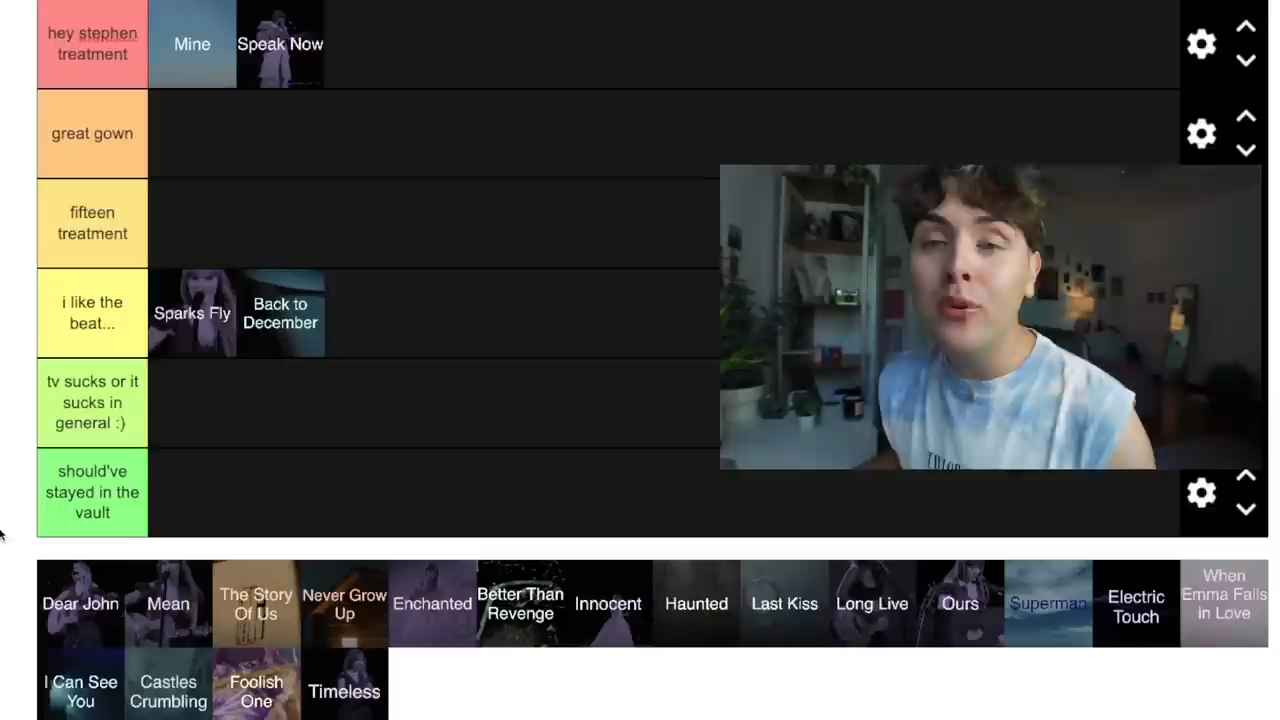 hey stephen
treatment
Mine
Speak Now
great gown
fifteen
treatment
i like the
beat...
Sparks Fly
Back to
December
tv sucks or it
sucks in
general :)
should've
stayed in the
vault
Dear John
Mean
The Story
Of Us
Never Grow
Up
Enchanted
Better Than
Revenge
Innocent
Haunted
Last Kiss
Long Live
Ours
Superman
Electric
Touch
When
Emma Falls
in Love
I Can See
You
Castles
Crumbling
Foolish
One
Timeless